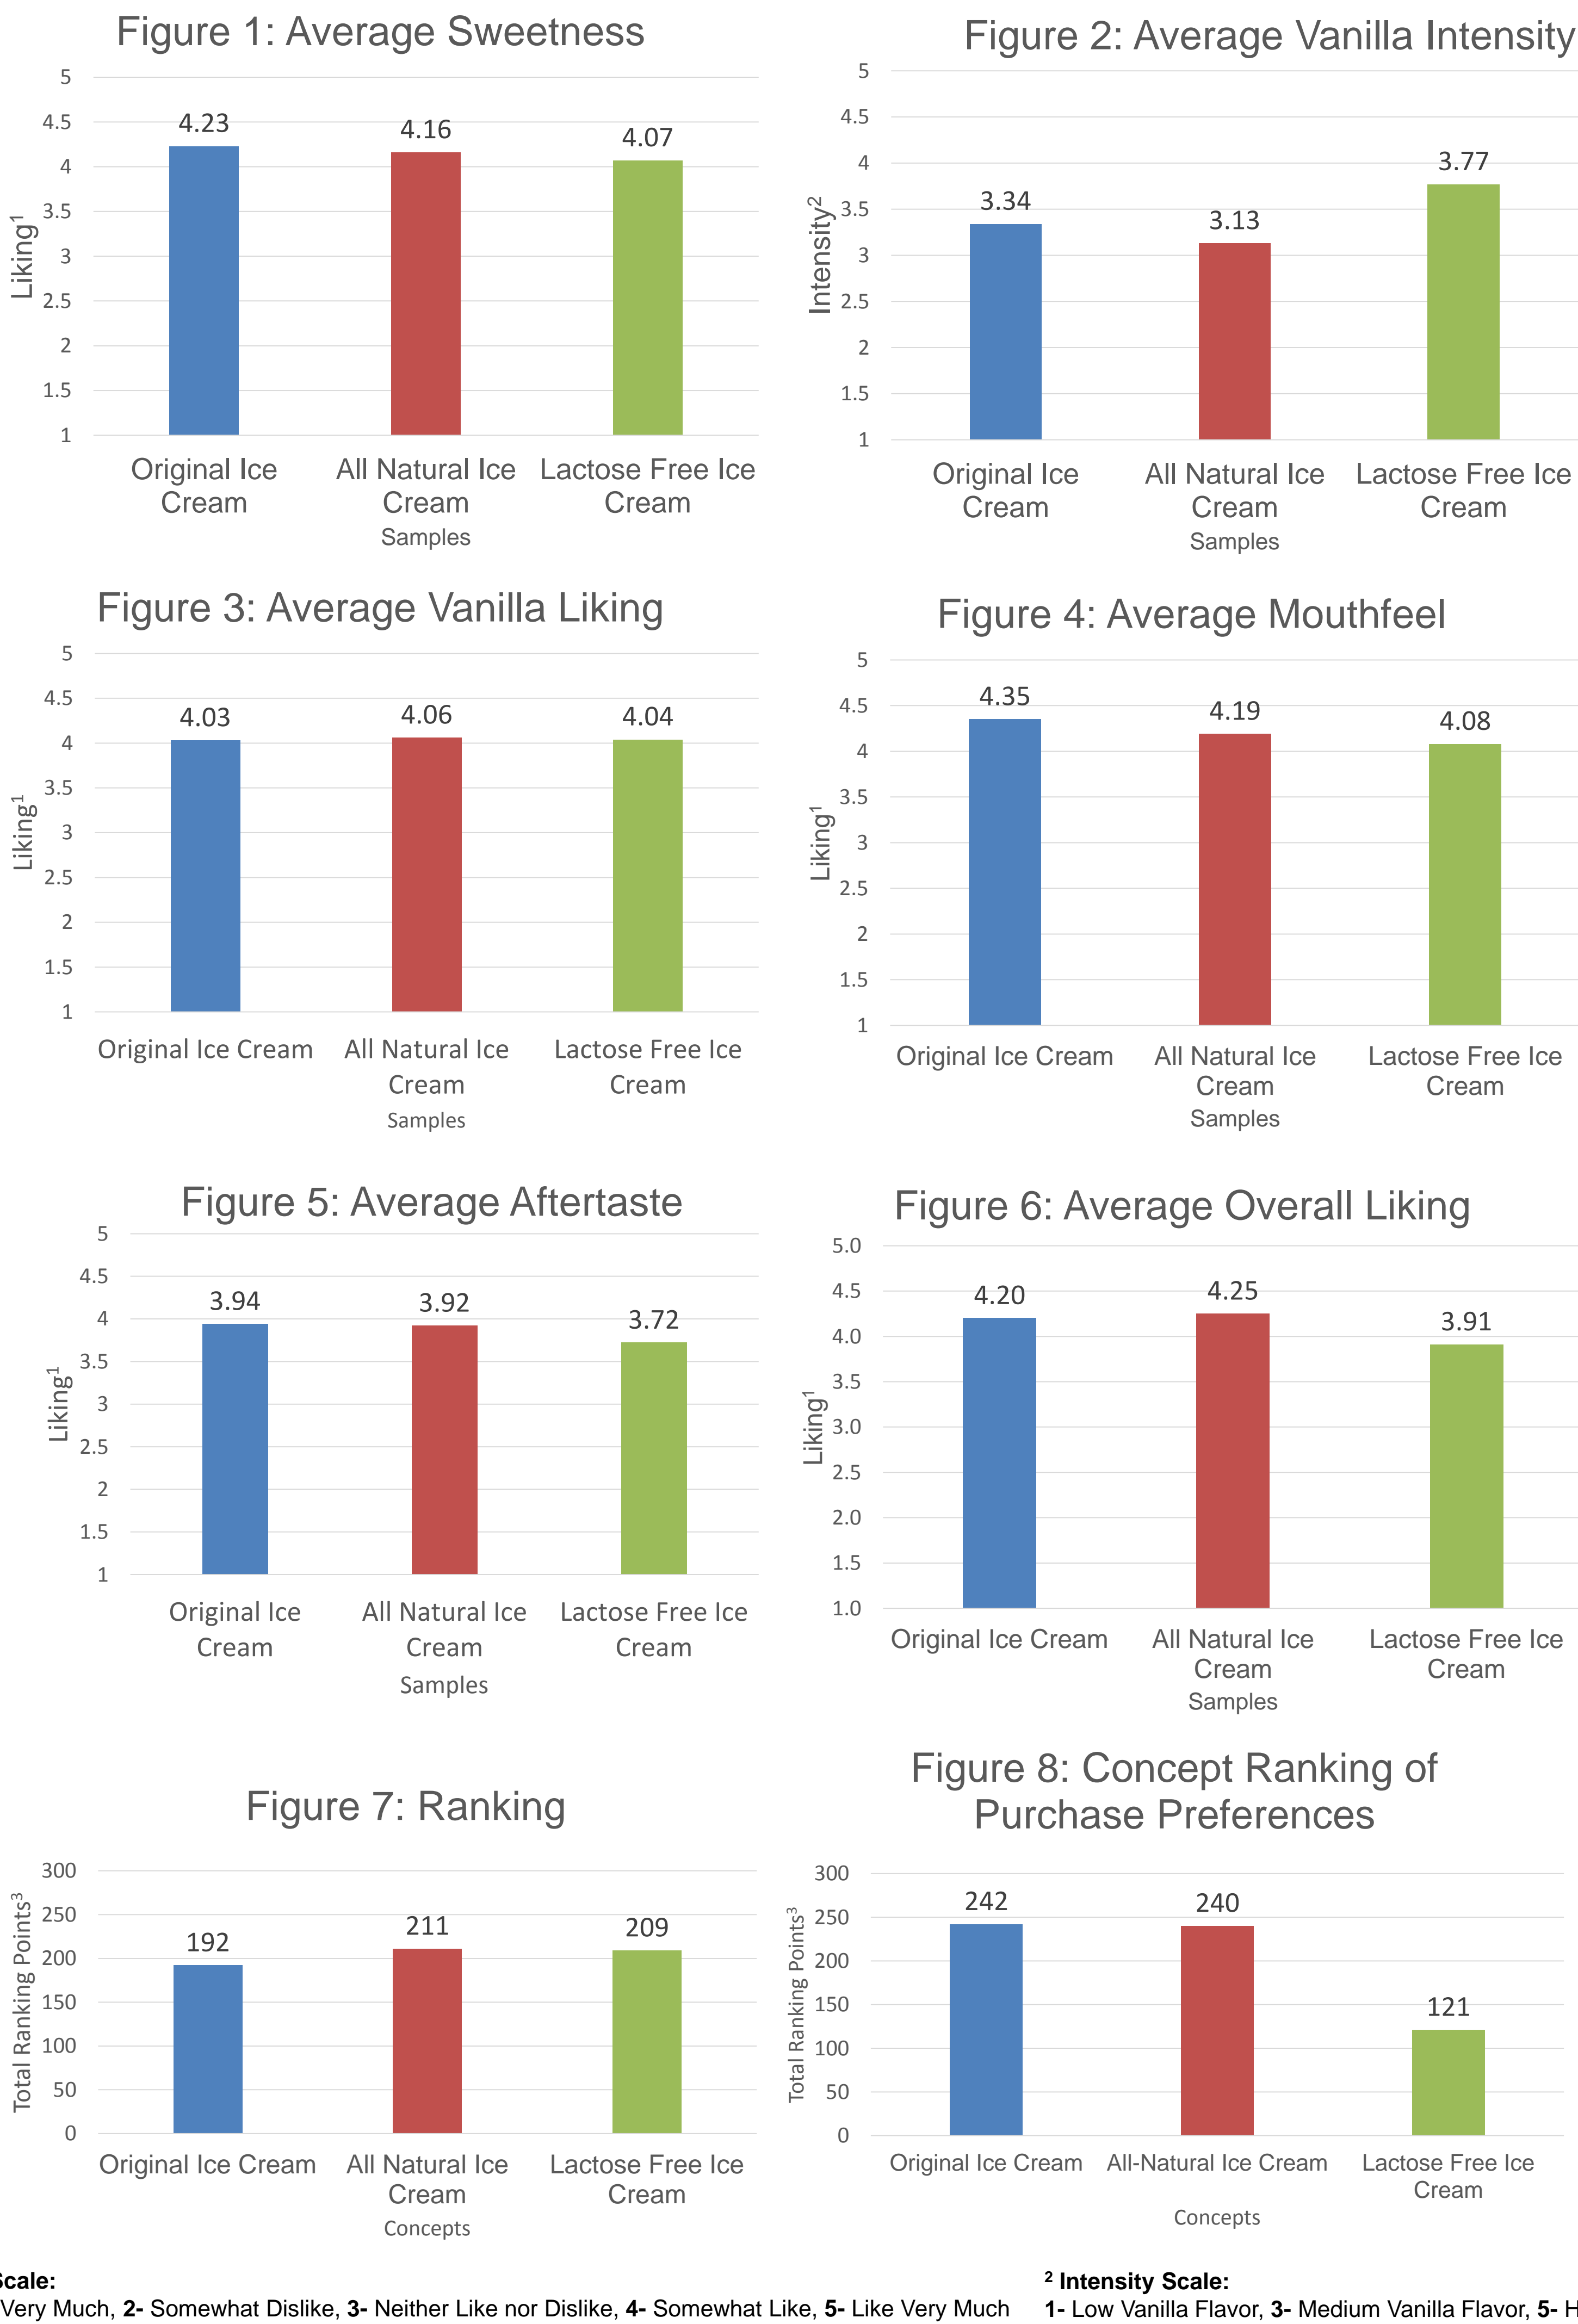 Figure 1: Average Sweetness
5
4.5
4
3.5
3
2.5
2
1.5
1
Liking1
4.23
4.16
4.07
Original Ice
Cream
All Natural Ice
Cream
Lactose Free Ice
Cream
Samples
Figure 2: Average Vanilla Intensity
5
4.5
4
3.5
3
2.5
2
1.5
1
Intensity2
3.34
3.13
3.77
Original Ice
Cream
All Natural Ice
Cream
Lactose Free Ice
Cream
Samples
Figure 3: Average Vanilla Liking
5
4.5
4
3.5
3
2.5
2
1.5
1
Liking1
4.03
4.06
4.04
Original Ice Cream
All Natural Ice
Cream
Lactose Free Ice
Cream
Samples
Figure 4: Average Mouthfeel
5
4.5
4
3.5
3
2.5
2
1.5
1
Liking1
4.35
4.19
4.08
Original Ice Cream
All Natural Ice
Cream
Lactose Free Ice
Cream
Samples
Figure 5: Average Aftertaste
5
4.5
4
3.5
3
2.5
2
1.5
1
Liking1
3.94
3.92
3.72
Original Ice
Cream
All Natural Ice
Cream
Lactose Free Ice
Cream
Samples
Figure 6: Average Overall Liking
5.0
4.5
4.0
3.5
3.0
2.5
2.0
1.5
1.0
Liking1
4.20
4.25
3.91
Original Ice Cream
All Natural Ice
Cream
Lactose Free Ice
Cream
Samples
Figure 7: Ranking
300
250
200
150
100
50
0
Total Ranking Points3
192
211
209
Original Ice Cream
All Natural Ice
Cream
Lactose Free Ice
Cream
Concepts
Figure 8: Concept Ranking of
Purchase Preferences
300
250
200
150
100
50
0
Total Ranking Points3
242
240
121
Original Ice Cream
All-Natural Ice Cream
Lactose Free Ice
Cream
Concepts
Scale:
Very Much, 2- Somewhat Dislike, 3- Neither Like nor Dislike, 4- Somewhat Like, 5- Like Very Much
2 Intensity Scale:
1- Low Vanilla Flavor, 3- Medium Vanilla Flavor, 5-